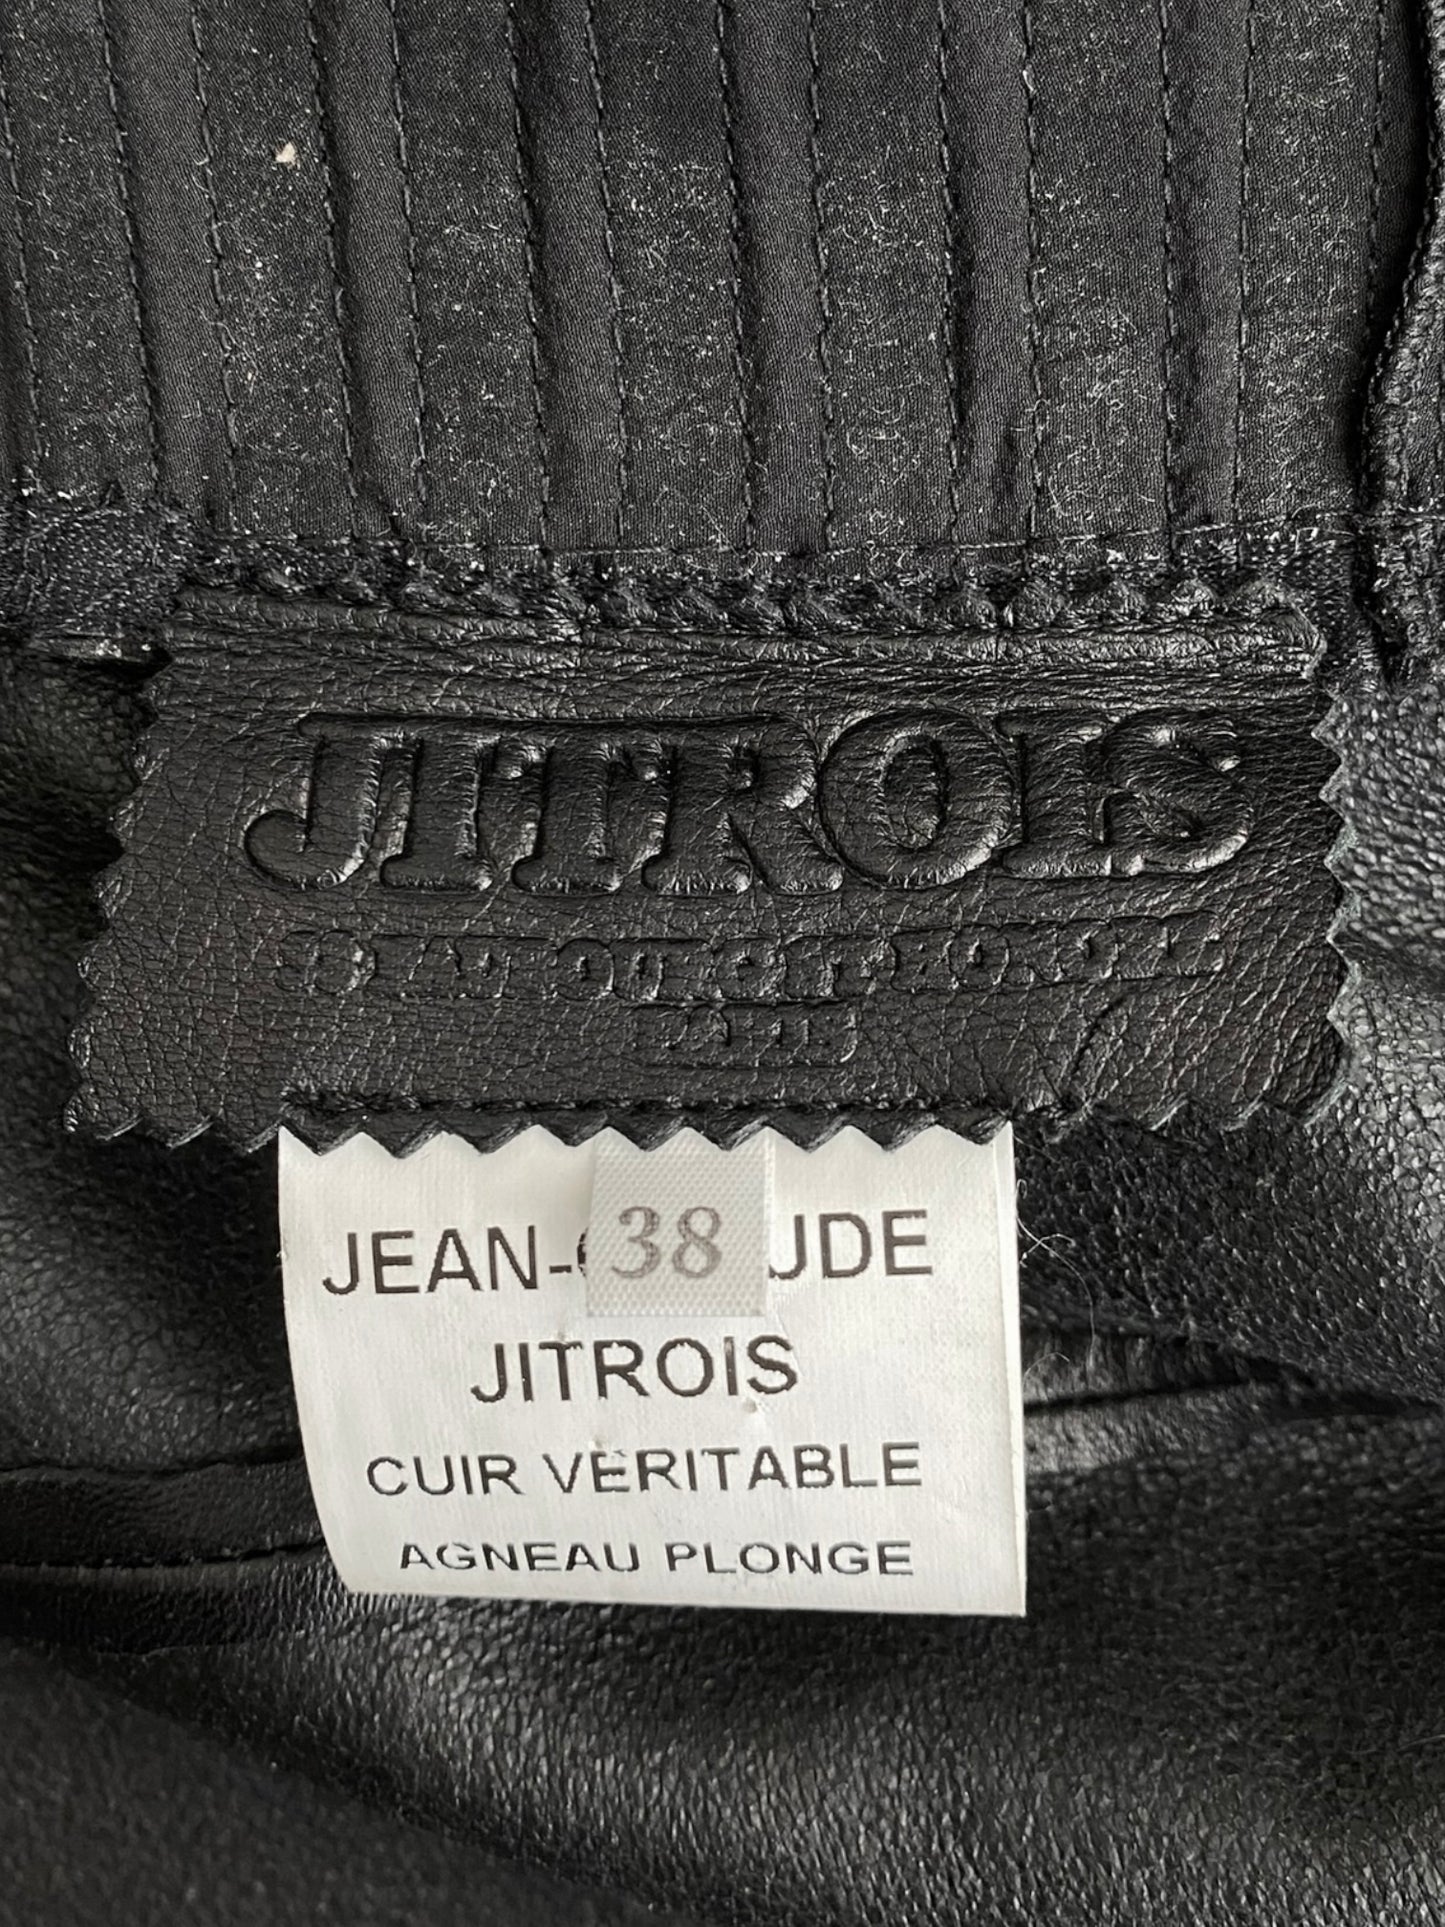 JITROIS
38
JEAN-C UDE
JITROIS
CUIR VERITABLE
AGNEAU PLONGE